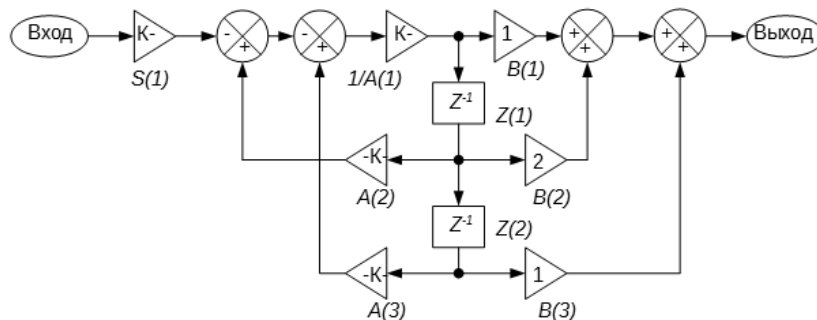 Вход
K-
S(1)
-
+
-
+
K-
1/A(1)
1
B(1)
+
+
+
+
Выход
Z-1
Z(1)
-K-
A(2)
2
B(2)
Z-1
Z(2)
-K-
A(3)
1
B(3)